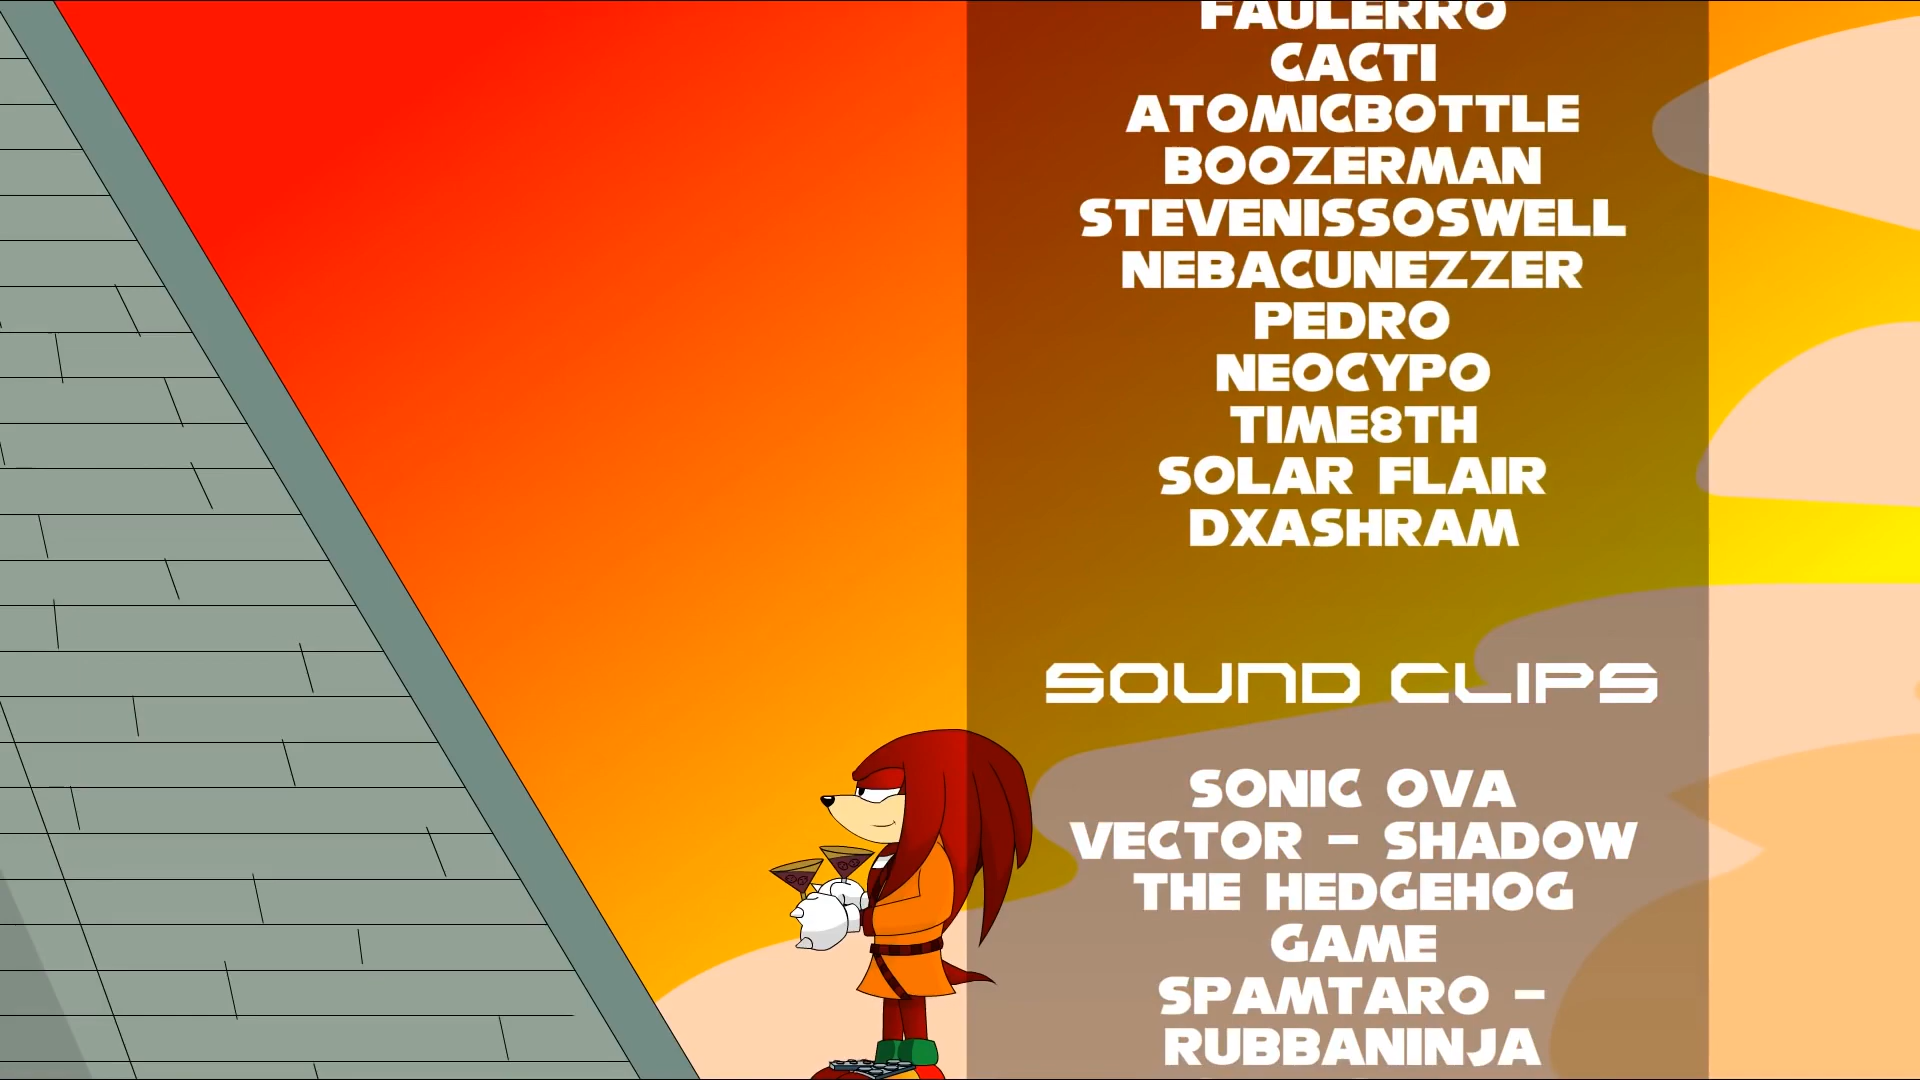 FAULERRO
CACTI
ATOMICBOTTLE
BOOZERMAN
STEVENISSOSWELL
NEBACUNEZZER
PEDRO
NEOCYPO
TIME8TH
SOLAR FLAIR
DXASHRAM
SOUND CLIPS
SONIC OVA
VECTOR - SHADOW
THE HEDGEHOG
GAME
SPAMTARO -
RUBBANINJA